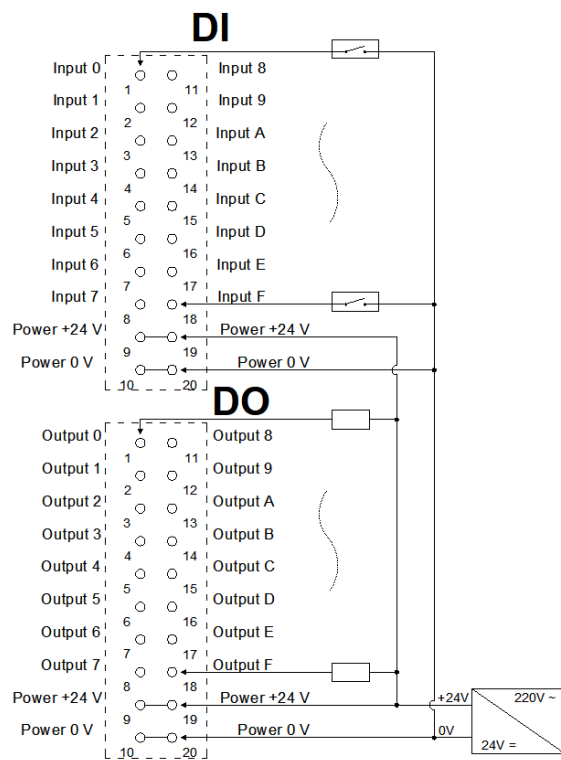 DI
Input 0 Input 8
1 11
Input 1 Input 9
2 12
Input 2 Input A
3 13
Input 3 Input B
4 14
Input 4 Input C
5 15
Input 5 Input D
6 16
Input 6 Input E
7 17
Input 7 Input F
8 18
Power +24 V Power +24 V
9 19
Power 0 V Power 0 V
10 20
DO
Output 0 Output 8
1 11
Output 1 Output 9
2 12
Output 2 Output A
3 13
Output 3 Output B
4 14
Output 4 Output C
5 15
Output 5 Output D
6 16
Output 6 Output E
7 17
Output 7 Output F
8 18
Power +24 V Power +24 V +24V 220V ~
9 19
Power 0 V Power 0 V 0V 24V =
10 20